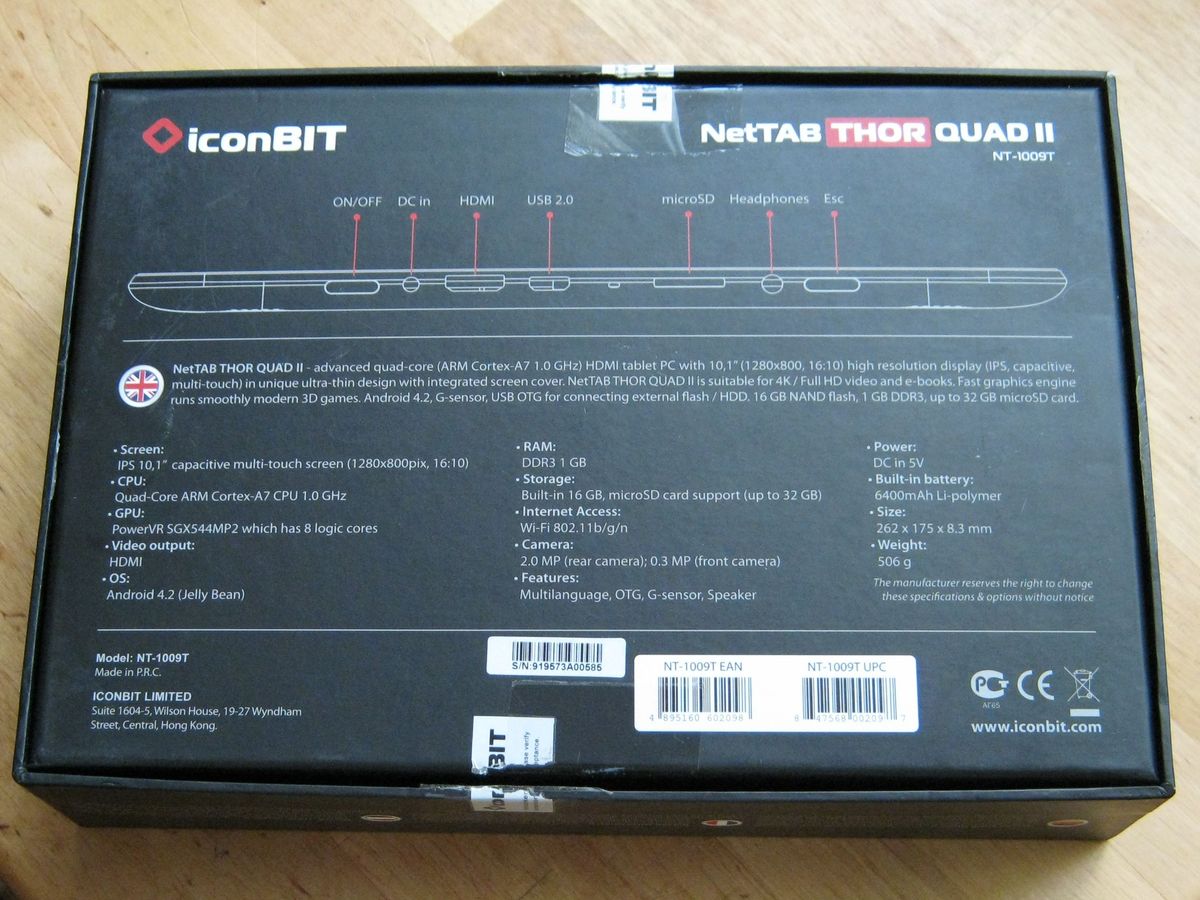 iconBIT
NetTAB THOR QUAD II
NT-1009T
ON/OFF DC in HDMI USB 2.0 microSD Headphones Esc
NetTAB THOR QUAD II - advanced quad-core (ARM Cortex-A7 1.0 GHz) HDMI tablet PC with 10,1" (1280x800, 16:10) high resolution display (IPS, capacitive,
multi-touch) in unique ultra-thin design with integrated screen cover. NetTAB THOR QUAD II is suitable for 4K / Full HD video and e-books. Fast graphics engine
runs smoothly modern 3D games. Android 4.2, G-sensor, USB OTG for connecting external flash / HDD. 16 GB NAND flash, 1 GB DDR3, up to 32 GB microSD card.
• Screen:
IPS 10,1" capacitive multi-touch screen (1280x800pix, 16:10)
• CPU:
Quad-Core ARM Cortex-A7 CPU 1.0 GHz
• GPU:
PowerVR SGX544MP2 which has 8 logic cores
• Video output:
HDMI
• OS:
Android 4.2 (Jelly Bean)
• RAM:
DDR3 1 GB
• Storage:
Built-in 16 GB, microSD card support (up to 32 GB)
• Internet Access:
Wi-Fi 802.11b/g/n
• Camera:
2.0 MP (rear camera); 0.3 MP (front camera)
• Features:
Multilanguage, OTG, G-sensor, Speaker
• Power:
DC in 5V
• Built-in battery:
6400mAh Li-polymer
• Size:
262 x 175 x 8.3 mm
• Weight:
506 g
The manufacturer reserves the right to change
these specifications & options without notice
Model: NT-1009T
Made in P.R.C.
ICONBIT LIMITED
Suite 1604-5, Wilson House, 19-27 Wyndham
Street, Central, Hong Kong.
S/N:919573A00585
NT-1009T EAN
4 895160 602098
NT-1009T UPC
8 47568 00209 7
РСТ CE
АГ65
www.iconbit.com
BIT
BIT